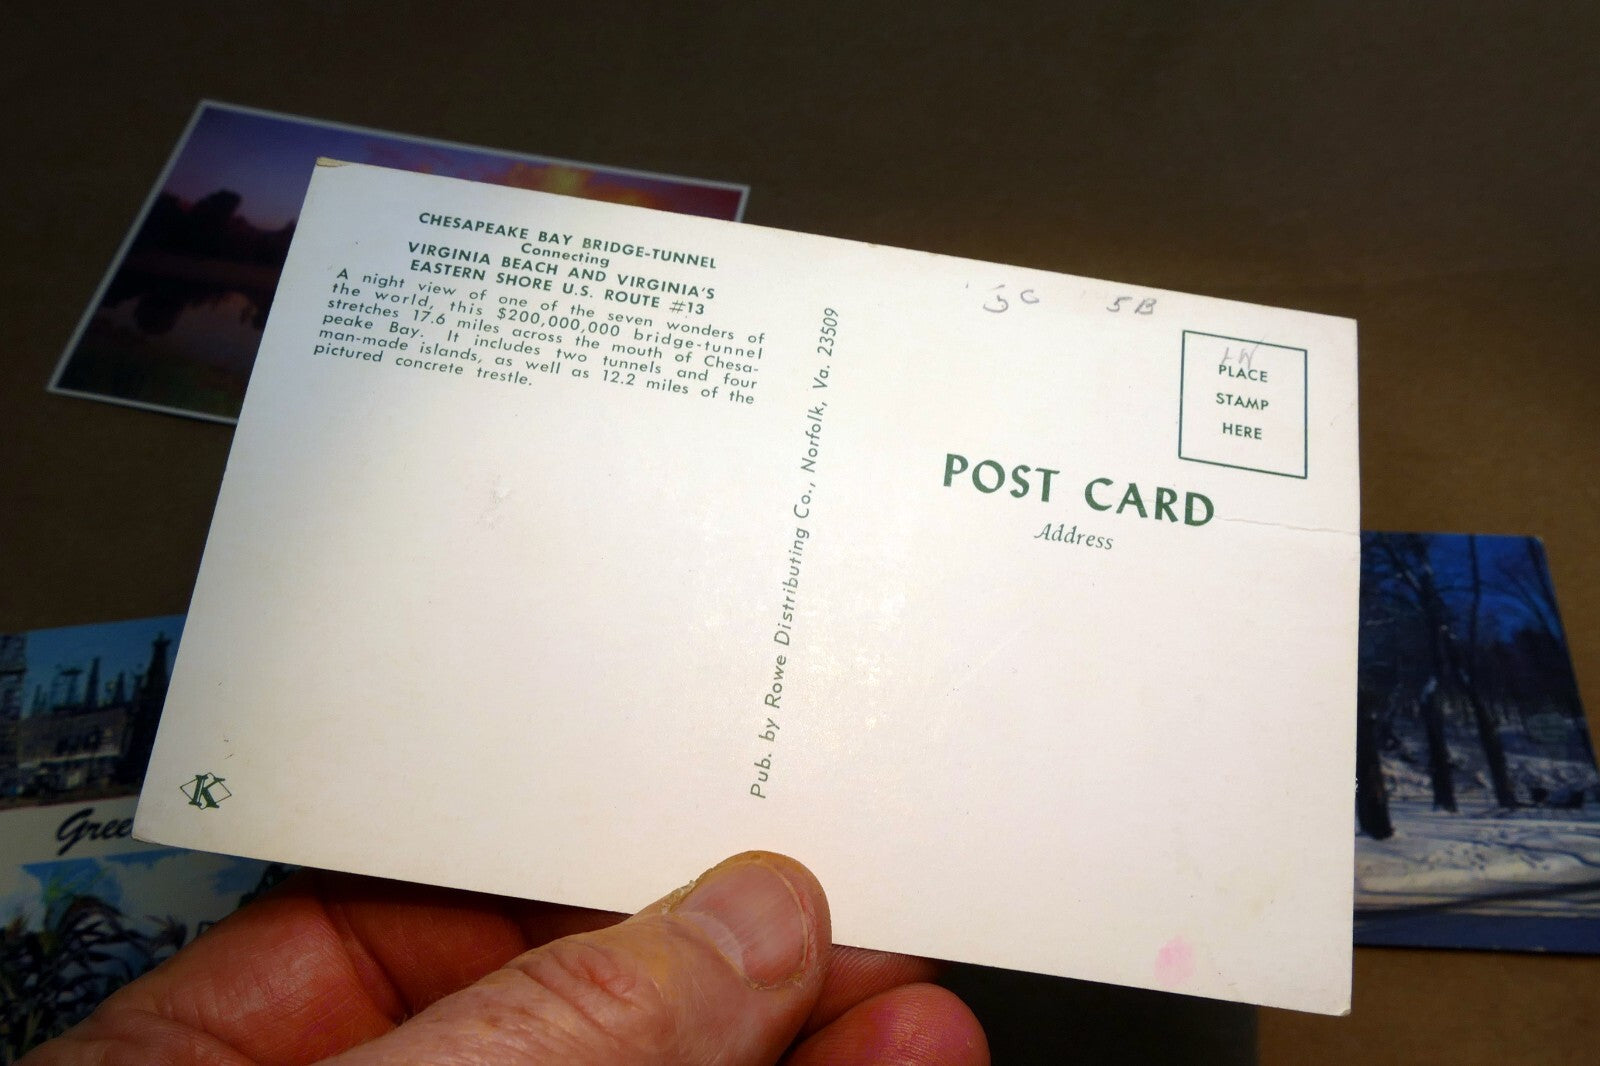 CHESAPEAKE BAY BRIDGE-TUNNEL
Connecting
VIRGINIA BEACH AND VIRGINIA'S
EASTERN SHORE U.S. ROUTE #13
A night view of one of the seven wonders of
the world, this $200,000,000 bridge-tunnel
stretches 17.6 miles across the mouth of Chesa-
peake Bay. It includes two tunnels and four
man-made islands, as well as 12.2 miles of the
pictured concrete trestle.
K
Pub. by Rowe Distributing Co., Norfolk, Va. 23509
5B
PLACE
STAMP
HERE
POST CARD
Address
Gree